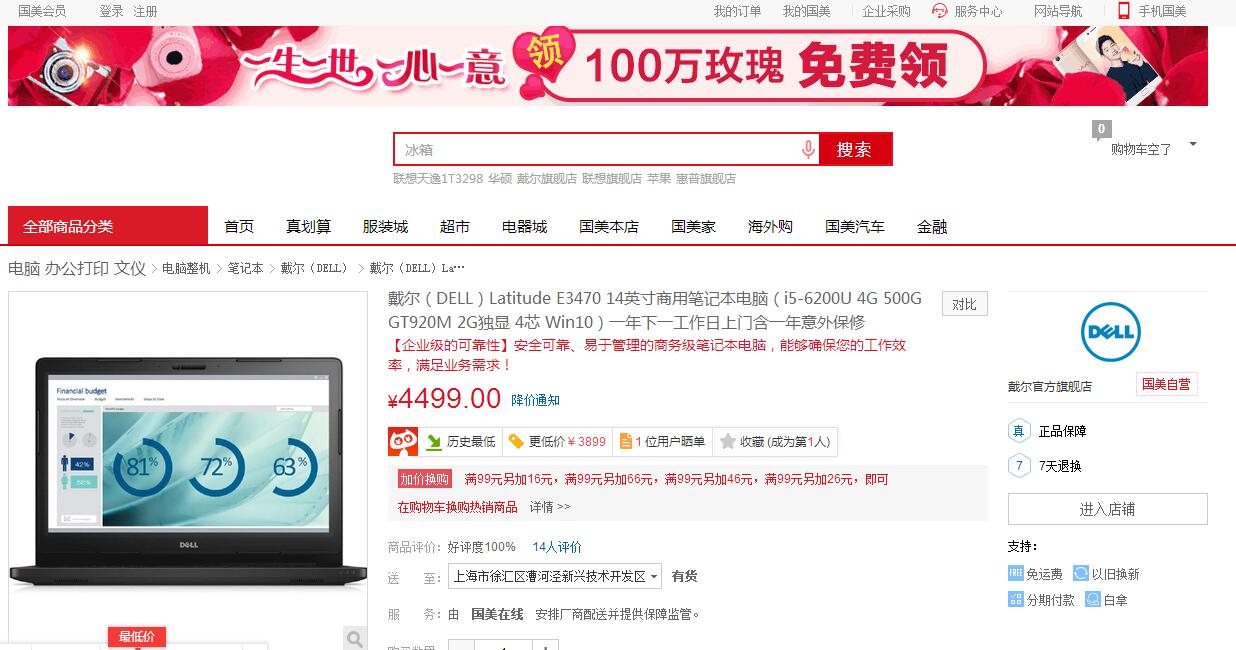 国美会员 登录 注册 我的订单 我的国美 企业采购 服务中心 网站导航 手机国美
一生一世 一心一意 领 100万玫瑰 免费领
0
冰箱 搜索 购物车空了
联想天逸1T3298 华硕 戴尔旗舰店 联想旗舰店 苹果 惠普旗舰店
全部商品分类 首页 真划算 服装城 超市 电器城 国美本店 国美家 海外购 国美汽车 金融
电脑 办公打印 文仪 > 电脑整机 > 笔记本 > 戴尔（DELL） > 戴尔（DELL）La…
戴尔（DELL）Latitude E3470 14英寸商用笔记本电脑（i5-6200U 4G 500G
GT920M 2G独显 4芯 Win10）一年下一工作日上门含一年意外保修
对比
【企业级的可靠性】安全可靠、易于管理的商务级笔记本电脑，能够确保您的工作效
率，满足业务需求！
¥4499.00 降价通知
历史最低 更低价 ¥ 3899 1 位用户晒单 收藏 (成为第1人)
加价换购 满99元另加16元，满99元另加66元，满99元另加46元，满99元另加26元，即可
在购物车换购热销商品 详情 >>
商品评价： 好评度100% 14人评价
送 至： 上海市徐汇区漕河泾新兴技术开发区 有货
服 务： 由 国美在线 安排厂商配送并提供保障监管。
购买数量
Financial budget
81% 72% 63%
42%
58%
DELL
最低价
DELL
戴尔官方旗舰店 国美自营
真 正品保障
7 7天退换
进入店铺
支持：
FREE 免运费 以旧换新
分期付款 白拿